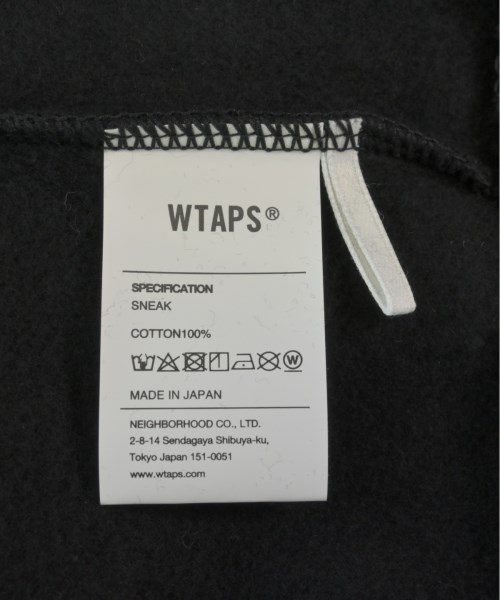 WTAPS®
SPECIFICATION
SNEAK
COTTON100%
MADE IN JAPAN
NEIGHBORHOOD CO., LTD.
2-8-14 Sendagaya Shibuya-ku,
Tokyo Japan 151-0051
www.wtaps.com